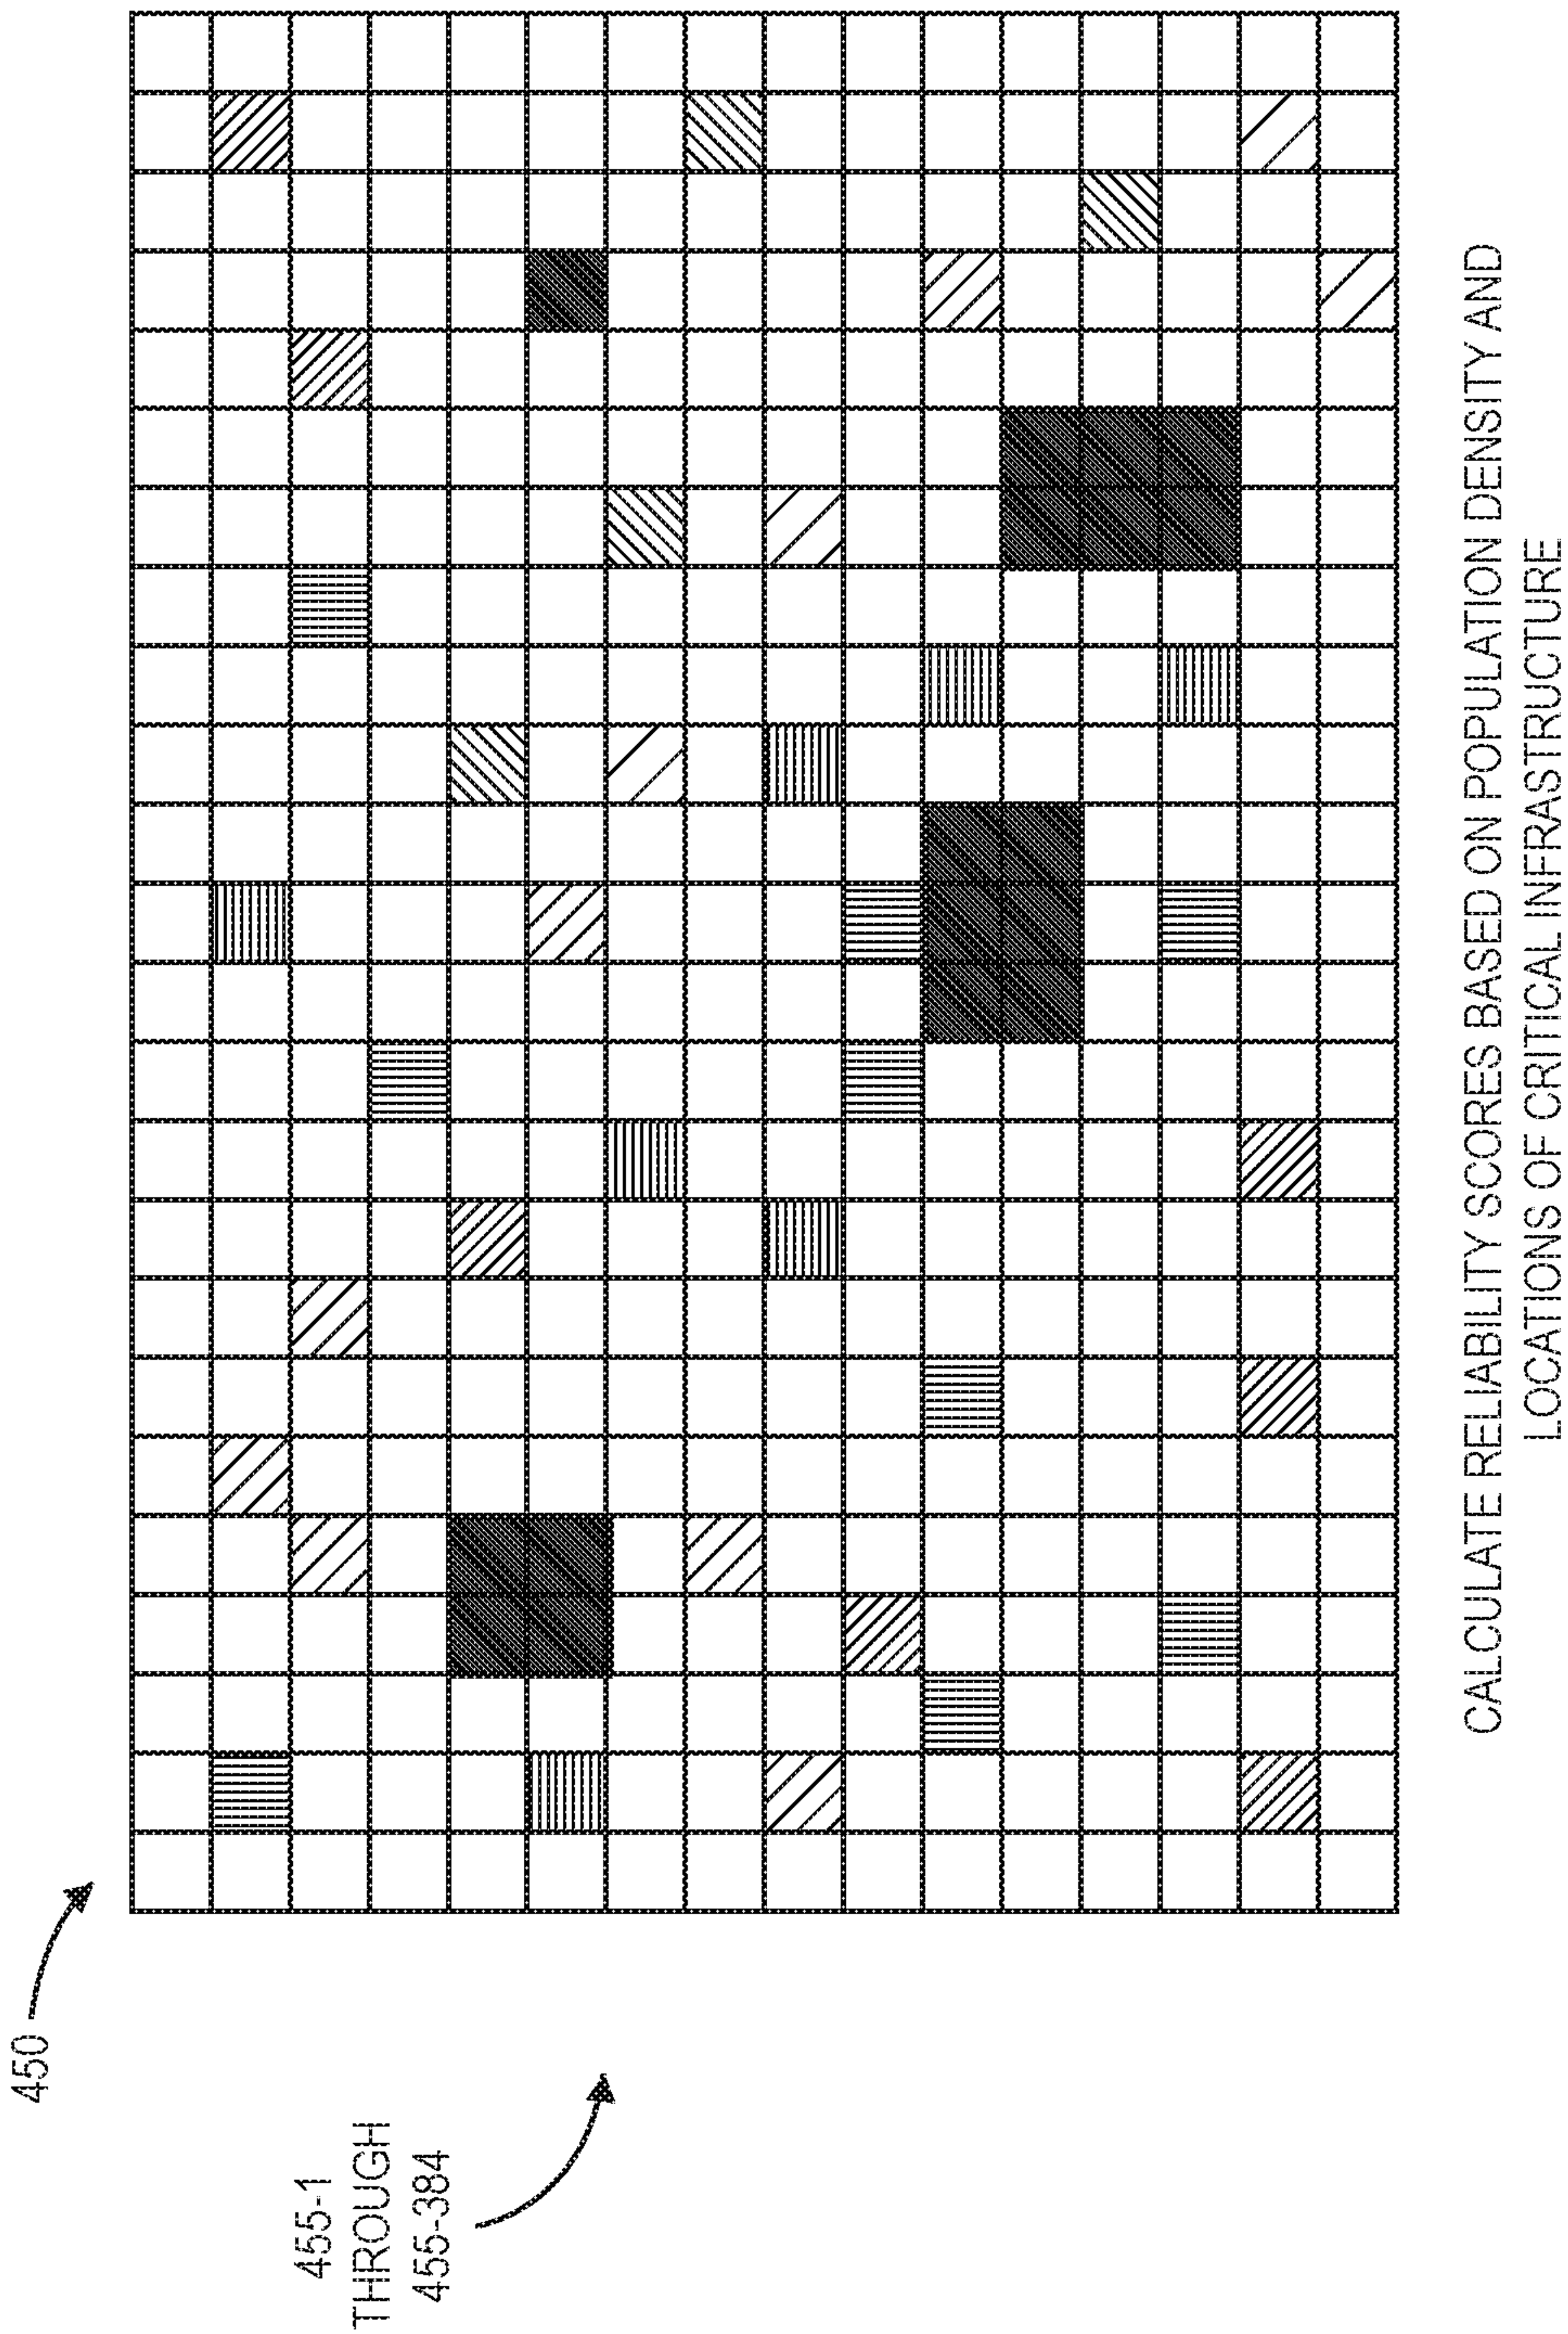 450
455-1
THROUGH
455-384
CALCULATE RELIABILITY SCORES BASED ON POPULATION DENSITY AND
LOCATIONS OF CRITICAL INFRASTRUCTURE